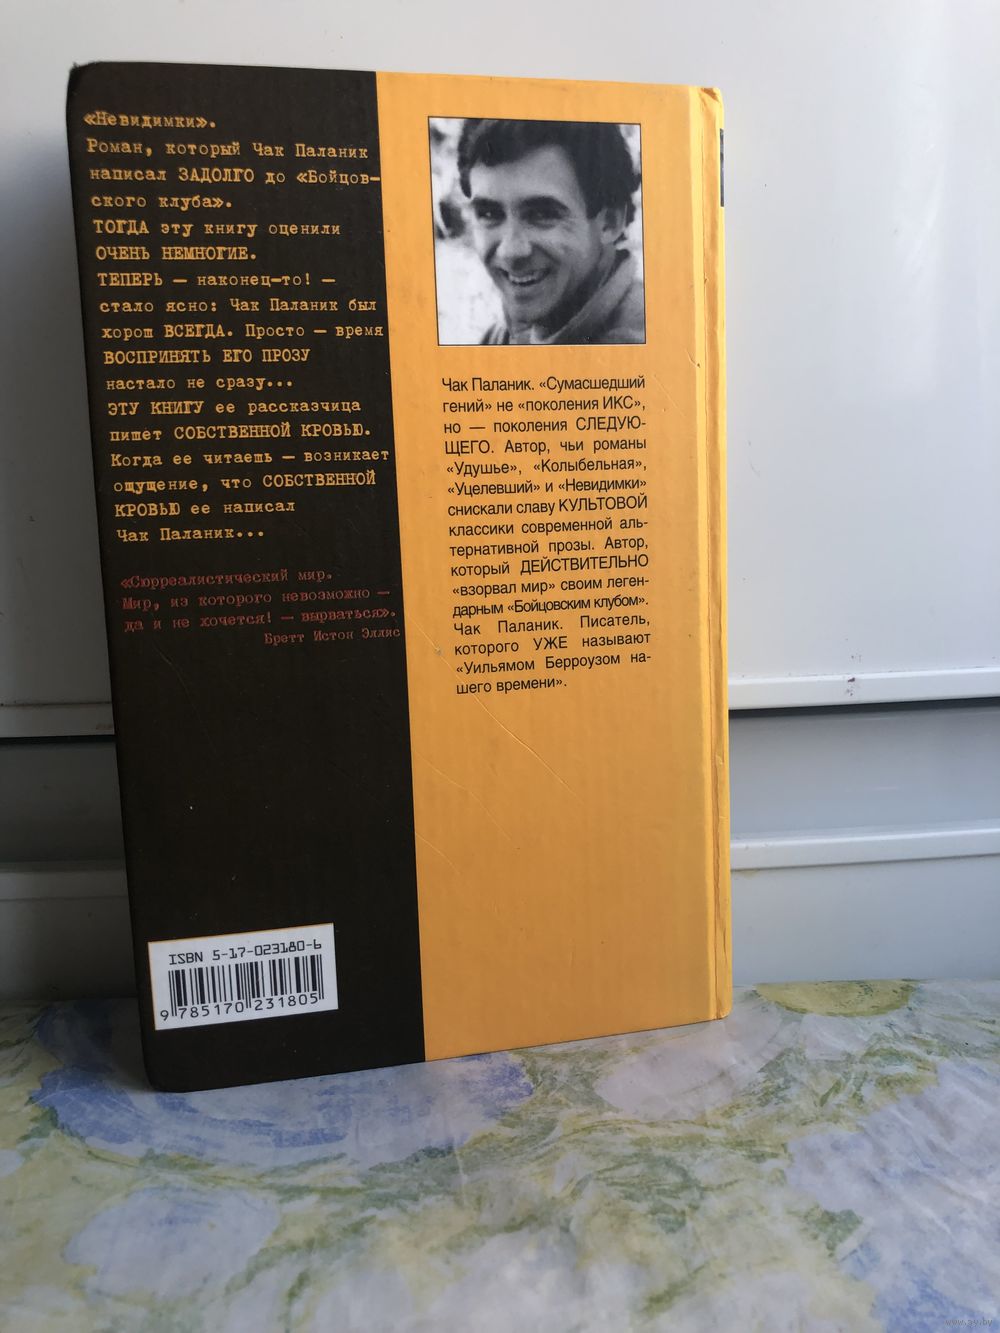 «Невидимки».
Роман, который Чак Паланик
написал ЗАДОЛГО до «Бойцов-
ского клуба».
ТОГДА эту книгу оценили
ОЧЕНЬ НЕМНОГИЕ.
ТЕПЕРЬ — наконец-то! —
стало ясно: Чак Паланик был
хорош ВСЕГДА. Просто — время
ВОСПРИНЯТЬ ЕГО ПРОЗУ
настало не сразу...
ЭТУ КНИГУ ее рассказчица
пишет СОБСТВЕННОЙ КРОВЬЮ.
Когда ее читаешь — возникает
ощущение, что СОБСТВЕННОЙ
КРОВЬЮ ее написал
Чак Паланик...
«Сюрреалистический мир.
Мир, из которого невозможно —
да и не хочется! — вырваться».
Бретт Истон Эллис
ISBN 5-17-023180-6
9 785170 231805
Чак Паланик. «Сумасшедший
гений» не «поколения ИКС»,
но — поколения СЛЕДУЮ-
ЩЕГО. Автор, чьи романы
«Удушье», «Колыбельная»,
«Уцелевший» и «Невидимки»
снискали славу КУЛЬТОВОЙ
классики современной аль-
тернативной прозы. Автор,
который ДЕЙСТВИТЕЛЬНО
«взорвал мир» своим леген-
дарным «Бойцовским клубом».
Чак Паланик. Писатель,
которого УЖЕ называют
«Уильямом Берроузом на-
шего времени».
www.ay.by